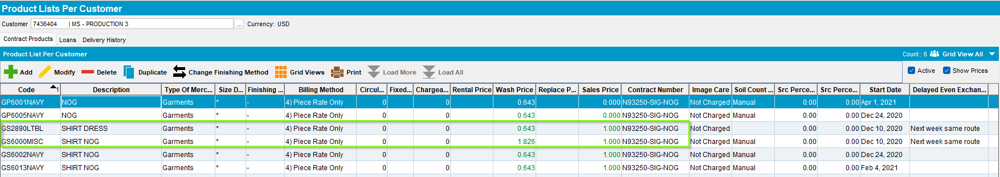 Product Lists Per Customer
Customer 7436404 | MS - PRODUCTION 3 ... Currency: USD
Contract Products Loans Delivery History
Product List Per Customer Count : 6 Grid View All
Add Modify Delete Duplicate Change Finishing Method Grid Views Print Load More Load All Active Show Prices
Code 1 Description Type Of Merc... Size D... Finishing ... Billing Method Circul... Fixed... Chargea... Rental Price Wash Price Replace P... Sales Price Contract Number Image Care Soil Count ... Src Perce... Src Perce... Start Date Delayed Even Exchan...
GP6001NAVY NOG Garments * - 4) Piece Rate Only 0 0 0.643 0.000 N93250-SIG-NOG Not Charged Manual 0.00 0.00 Apr 1, 2021
GP6005NAVY NOG Garments * - 4) Piece Rate Only 0 0 0.643 0.000 N93250-SIG-NOG Not Charged Manual 0.00 0.00 Dec 24, 2020
GS2890LTBL SHIRT DRESS Garments * - 4) Piece Rate Only 0 0 0.643 1.000 N93250-SIG-NOG Not Charged 0.00 0.00 Dec 10, 2020 Next week same route
GS6000MISC SHIRT NOG Garments * - 4) Piece Rate Only 0 0 1.826 1.000 N93250-SIG-NOG Not Charged Manual 0.00 0.00 Dec 10, 2020 Next week same route
GS6002NAVY SHIRT NOG Garments * - 4) Piece Rate Only 0 0 0.643 1.000 N93250-SIG-NOG Not Charged Manual 0.00 0.00 Dec 24, 2020
GS6013NAVY SHIRT NOG Garments * - 4) Piece Rate Only 0 0 0.643 1.000 N93250-SIG-NOG Not Charged Manual 0.00 0.00 Feb 4, 2021